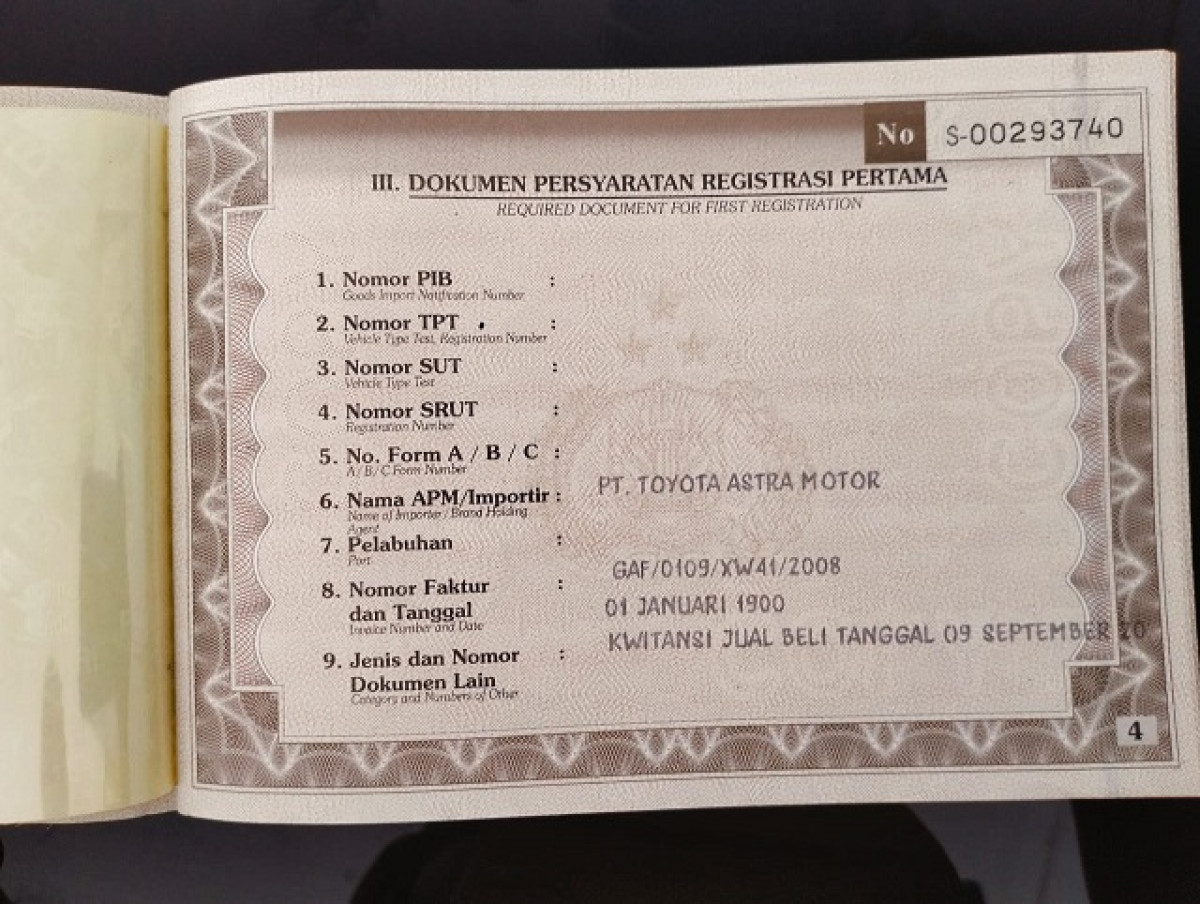 No S-00293740
III. DOKUMEN PERSYARATAN REGISTRASI PERTAMA
REQUIRED DOCUMENT FOR FIRST REGISTRATION
1. Nomor PIB :
Goods Import Notification Number
2. Nomor TPT :
Vehicle Type Test, Registration Number
3. Nomor SUT :
Vehicle Type Test
4. Nomor SRUT :
Registration Number
5. No. Form A / B / C :
A / B / C Form Number
6. Nama APM/Importir : PT. TOYOTA ASTRA MOTOR
Name of Importer / Brand Holding
Agent
7. Pelabuhan :
Port
8. Nomor Faktur : GAF/0109/XW41/2008
dan Tanggal 01 JANUARI 1900
Invoice Number and Date
KWITANSI JUAL BELI TANGGAL 09 SEPTEMBER 20
9. Jenis dan Nomor :
Dokumen Lain
Category and Numbers of Other
4